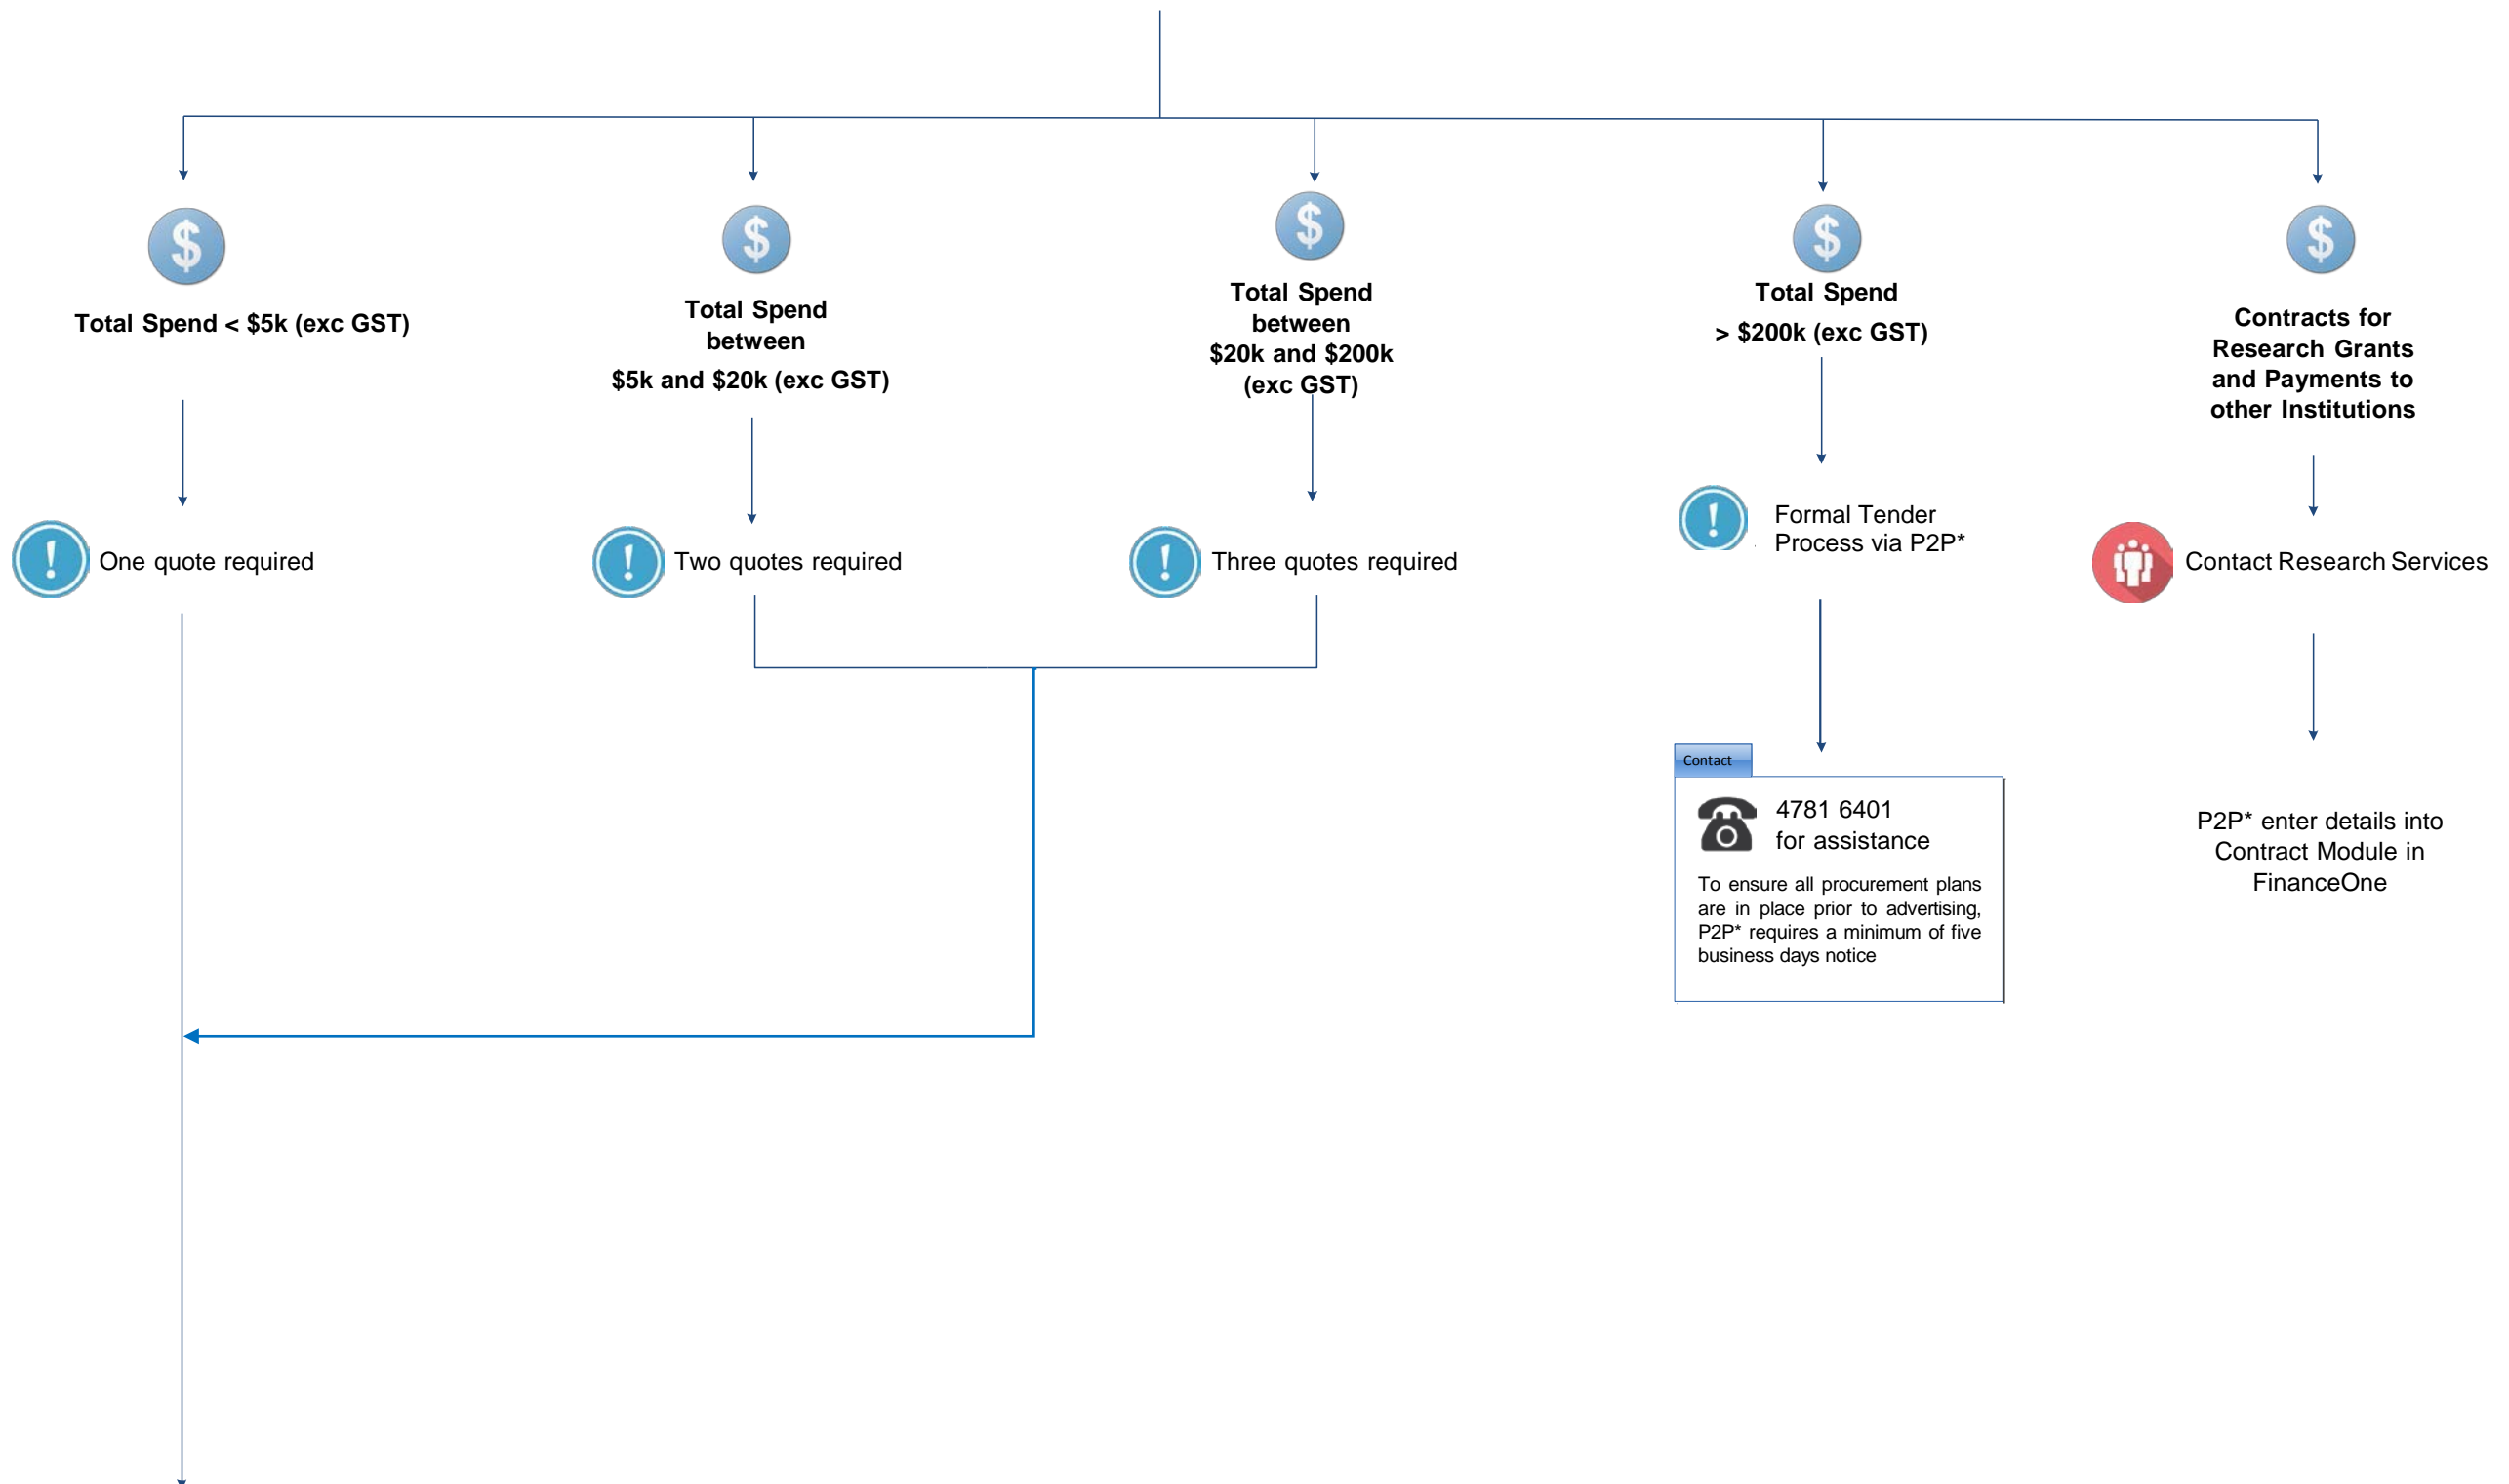 Total Spend < $5k (exc GST)
One quote required
Total Spend
between
$5k and $20k (exc GST)
Two quotes required
Total Spend
between
$20k and $200k
(exc GST)
Three quotes required
Total Spend
> $200k (exc GST)
Formal Tender
Process via P2P*
Contact
4781 6401
for assistance
To ensure all procurement plans
are in place prior to advertising,
P2P* requires a minimum of five
business days notice
Contracts for
Research Grants
and Payments to
other Institutions
Contact Research Services
P2P* enter details into
Contract Module in
FinanceOne